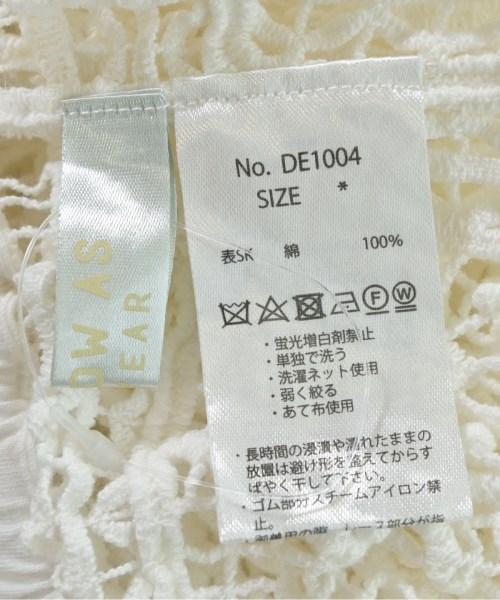 No. DE1004
SIZE *
表SK 綿 100%
F W
・蛍光増白剤禁止
・単独で洗う
・洗濯ネット使用
・弱く絞る
・あて布使用
・長時間の浸漬や濡れたままの
放置は避け形を整えてからす
ばやく干して下さい。
・ゴム部分スチームアイロン禁
止。
OW AS
EAR